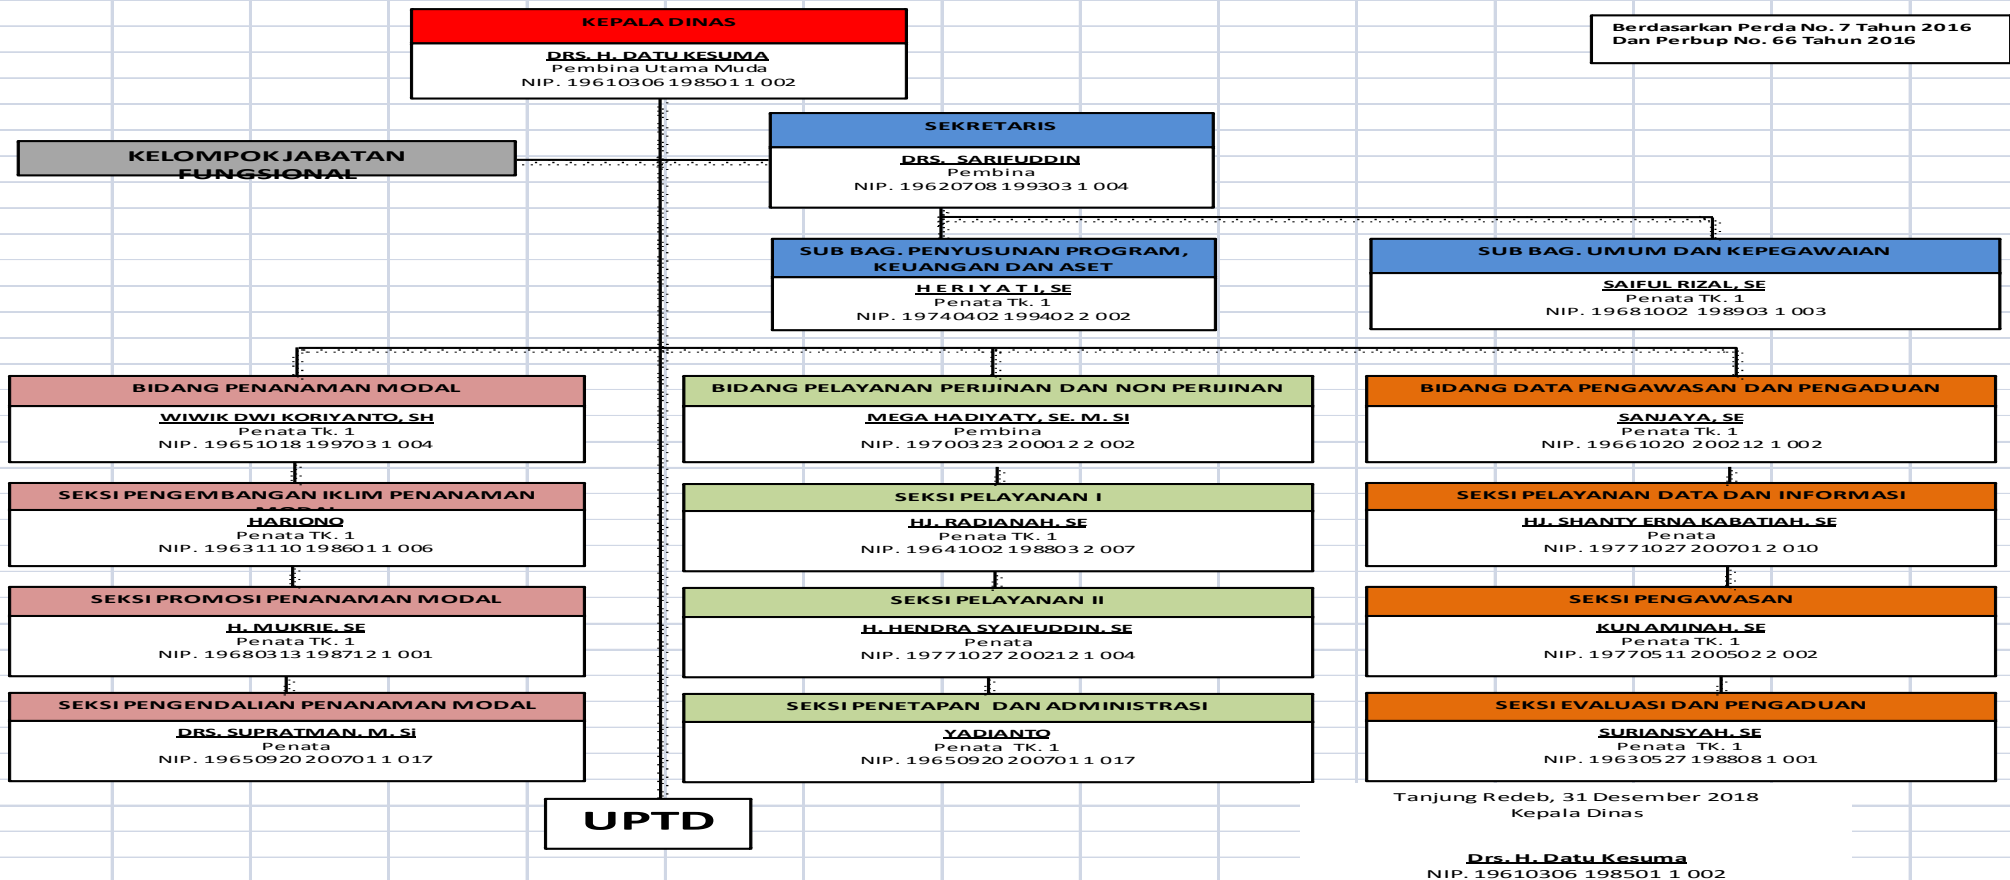 KEPALA DINAS
DRS. H. DATU KESUMA
Pembina Utama Muda
NIP. 19610306 198501 1 002
Berdasarkan Perda No. 7 Tahun 2016
Dan Perbup No. 66 Tahun 2016
KELOMPOK JABATAN
FUNGSIONAL
SEKRETARIS
DRS. SARIFUDDIN
Pembina
NIP. 19620708 199303 1 004
SUB BAG. PENYUSUNAN PROGRAM,
KEUANGAN DAN ASET
H E R I Y A T I, SE
Penata Tk. 1
NIP. 19740402 199402 2 002
SUB BAG. UMUM DAN KEPEGAWAIAN
SAIFUL RIZAL, SE
Penata TK. 1
NIP. 19681002 198903 1 003
BIDANG PENANAMAN MODAL
WIWIK DWI KORIYANTO, SH
Penata Tk. 1
NIP. 19651018 199703 1 004
SEKSI PENGEMBANGAN IKLIM PENANAMAN
MODAL
HARIONO
Penata TK. 1
NIP. 19631110 198601 1 006
SEKSI PROMOSI PENANAMAN MODAL
H. MUKRIE, SE
Penata TK. 1
NIP. 19680313 198712 1 001
SEKSI PENGENDALIAN PENANAMAN MODAL
DRS. SUPRATMAN, M. Si
Penata
NIP. 19650920 200701 1 017
BIDANG PELAYANAN PERIJINAN DAN NON PERIJINAN
MEGA HADIYATY, SE. M. SI
Pembina
NIP. 19700323 200012 2 002
SEKSI PELAYANAN I
HJ. RADIANAH, SE
Penata TK. 1
NIP. 19641002 198803 2 007
SEKSI PELAYANAN II
H. HENDRA SYAIFUDDIN, SE
Penata
NIP. 19771027 200212 1 004
SEKSI PENETAPAN DAN ADMINISTRASI
YADIANTO
Penata TK. 1
NIP. 19650920 200701 1 017
BIDANG DATA PENGAWASAN DAN PENGADUAN
SANJAYA, SE
Penata Tk. 1
NIP. 19661020 200212 1 002
SEKSI PELAYANAN DATA DAN INFORMASI
HJ. SHANTY ERNA KABATIAH, SE
Penata
NIP. 19771027 200701 2 010
SEKSI PENGAWASAN
KUN AMINAH, SE
Penata TK. 1
NIP. 19770511 200502 2 002
SEKSI EVALUASI DAN PENGADUAN
SURIANSYAH, SE
Penata TK. 1
NIP. 19630527 198808 1 001
UPTD
Tanjung Redeb, 31 Desember 2018
Kepala Dinas
Drs. H. Datu Kesuma
NIP. 19610306 198501 1 002